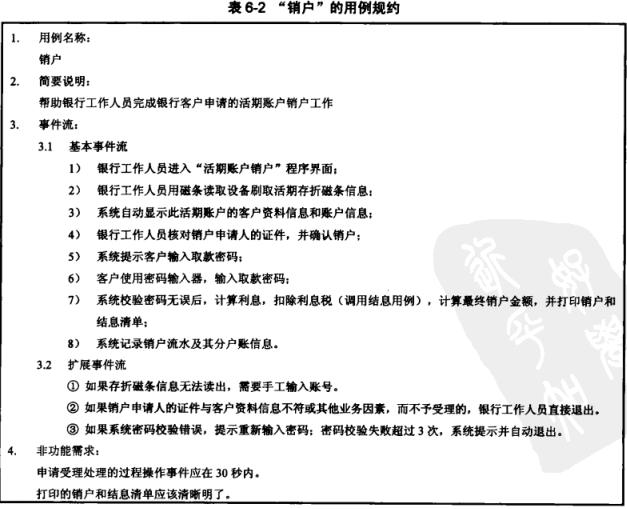 表 6-2 “销户”的用例规约
1. 用例名称：
销户
2. 简要说明：
帮助银行工作人员完成银行客户申请的活期账户销户工作
3. 事件流：
3.1 基本事件流
1） 银行工作人员进入“活期账户销户”程序界面；
2） 银行工作人员用磁条读取设备刷取活期存折磁条信息；
3） 系统自动显示此活期账户的客户资料信息和账户信息；
4） 银行工作人员核对销户申请人的证件，并确认销户；
5） 系统提示客户输入取款密码；
6） 客户使用密码输入器，输入取款密码；
7） 系统校验密码无误后，计算利息，扣除利息税（调用结息用例），计算最终销户金额，并打印销户和
结息清单；
8） 系统记录销户流水及其分户账信息。
3.2 扩展事件流
① 如果存折磁条信息无法读出，需要手工输入账号。
② 如果销户申请人的证件与客户资料信息不符或其他业务因素，而不予受理的，银行工作人员直接退出。
③ 如果系统密码校验错误，提示重新输入密码；密码校验失败超过 3 次，系统提示并自动退出。
4. 非功能需求：
申请受理处理的过程操作事件应在 30 秒内。
打印的销户和结息清单应该清晰明了。